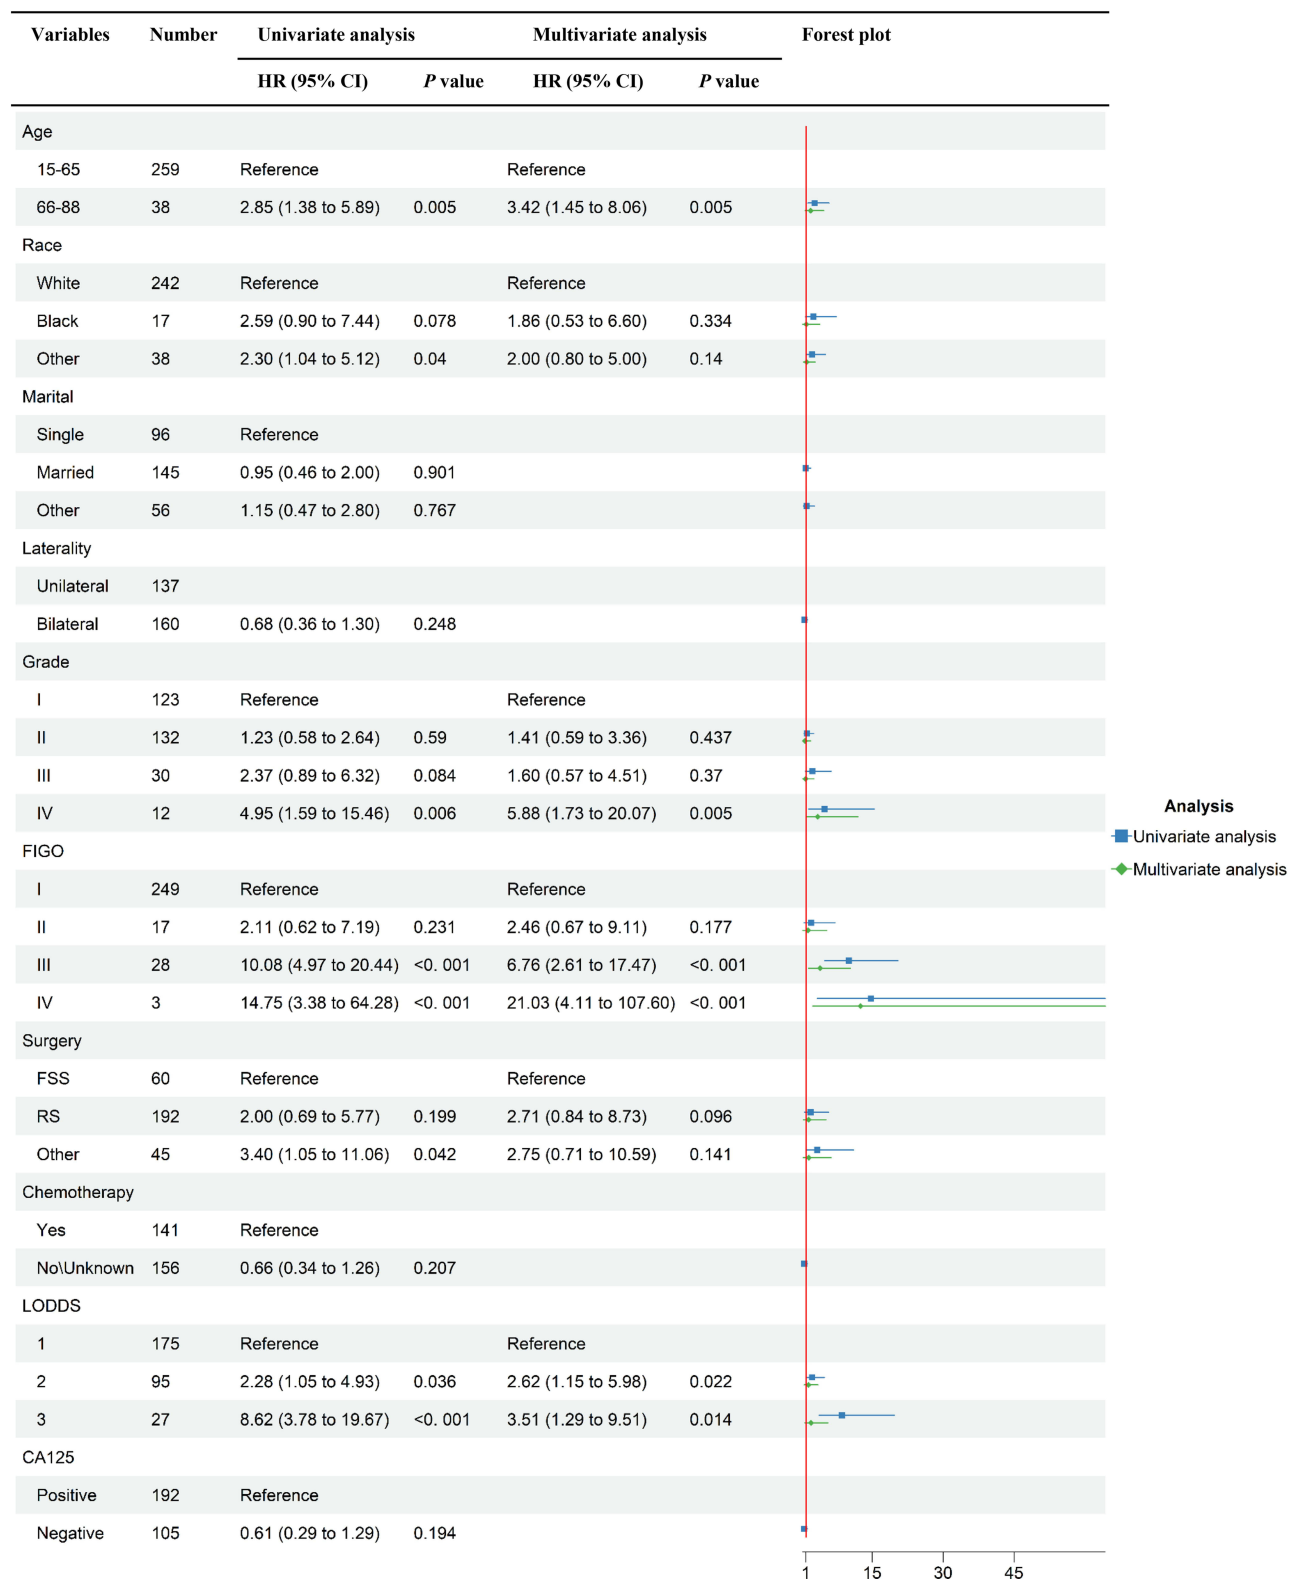 Variables Number Univariate analysis Multivariate analysis Forest plot
HR (95% CI) P value HR (95% CI) P value
Age
15-65 259 Reference Reference
66-88 38 2.85 (1.38 to 5.89) 0.005 3.42 (1.45 to 8.06) 0.005
Race
White 242 Reference Reference
Black 17 2.59 (0.90 to 7.44) 0.078 1.86 (0.53 to 6.60) 0.334
Other 38 2.30 (1.04 to 5.12) 0.04 2.00 (0.80 to 5.00) 0.14
Marital
Single 96 Reference
Married 145 0.95 (0.46 to 2.00) 0.901
Other 56 1.15 (0.47 to 2.80) 0.767
Laterality
Unilateral 137
Bilateral 160 0.68 (0.36 to 1.30) 0.248
Grade
I 123 Reference Reference
II 132 1.23 (0.58 to 2.64) 0.59 1.41 (0.59 to 3.36) 0.437
III 30 2.37 (0.89 to 6.32) 0.084 1.60 (0.57 to 4.51) 0.37
IV 12 4.95 (1.59 to 15.46) 0.006 5.88 (1.73 to 20.07) 0.005
FIGO
I 249 Reference Reference
II 17 2.11 (0.62 to 7.19) 0.231 2.46 (0.67 to 9.11) 0.177
III 28 10.08 (4.97 to 20.44) <0. 001 6.76 (2.61 to 17.47) <0. 001
IV 3 14.75 (3.38 to 64.28) <0. 001 21.03 (4.11 to 107.60) <0. 001
Surgery
FSS 60 Reference Reference
RS 192 2.00 (0.69 to 5.77) 0.199 2.71 (0.84 to 8.73) 0.096
Other 45 3.40 (1.05 to 11.06) 0.042 2.75 (0.71 to 10.59) 0.141
Chemotherapy
Yes 141 Reference
No\Unknown 156 0.66 (0.34 to 1.26) 0.207
LODDS
1 175 Reference Reference
2 95 2.28 (1.05 to 4.93) 0.036 2.62 (1.15 to 5.98) 0.022
3 27 8.62 (3.78 to 19.67) <0. 001 3.51 (1.29 to 9.51) 0.014
CA125
Positive 192 Reference
Negative 105 0.61 (0.29 to 1.29) 0.194
1 15 30 45
Analysis
Univariate analysis
Multivariate analysis